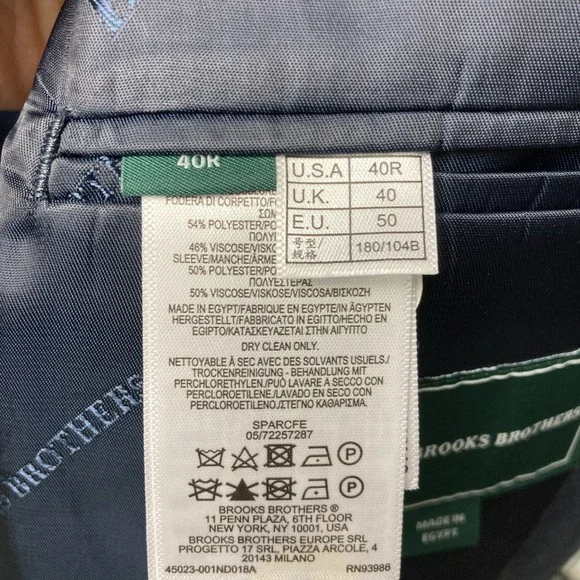 40R
U.S.A 40R
U.K. 40
E.U. 50
号型/规格 180/104B
FODERA DI CORPETTO/FO
ΣΩΜ
54% POLYESTER/PO
ΠΟΛΥΕ
46% VISCOSE/VISK
SLEEVE/MANCHE/ÄRME
50% POLYESTER/PO
ΠΟΛΥΕΣΤΕΡΑΣ
50% VISCOSE/VISKOSE/VISCOSA/ΒΙΣΚΟΖΗ
MADE IN EGYPT/FABRIQUE EN EGYPTE/IN ÄGYPTEN
HERGESTELLT/FABBRICATO IN EGITTO/HECHO EN
EGIPTO/ΚΑΤΑΣΚΕΥΑΖΕΤΑΙ ΣΤΗΝ ΑΙΓΥΠΤΟ
DRY CLEAN ONLY.
NETTOYABLE À SEC AVEC DES SOLVANTS USUELS./
TROCKENREINIGUNG - BEHANDLUNG MIT
PERCHLORETHYLEN./PUÒ LAVARE A SECCO CON
PERCLOROETILENE./LAVAR A SECO EN
PERCLOROETILENO./ΣΤΕΓΝΟ ΚΑΘΑΡΙΣΜΑ.
SPARCFE
05/72257287
P
P
BROOKS BROTHERS ®
11 PENN PLAZA, 6TH FLOOR
NEW YORK, NY, 10001, USA
BROOKS BROTHERS EUROPE SRL
PROGETTO 17 SRL, PIAZZA ARCOLE, 4
20143 MILANO
45023-001ND018A RN93986
BROOKS BROTHERS
MADE IN
EGYPT
BROTHERS